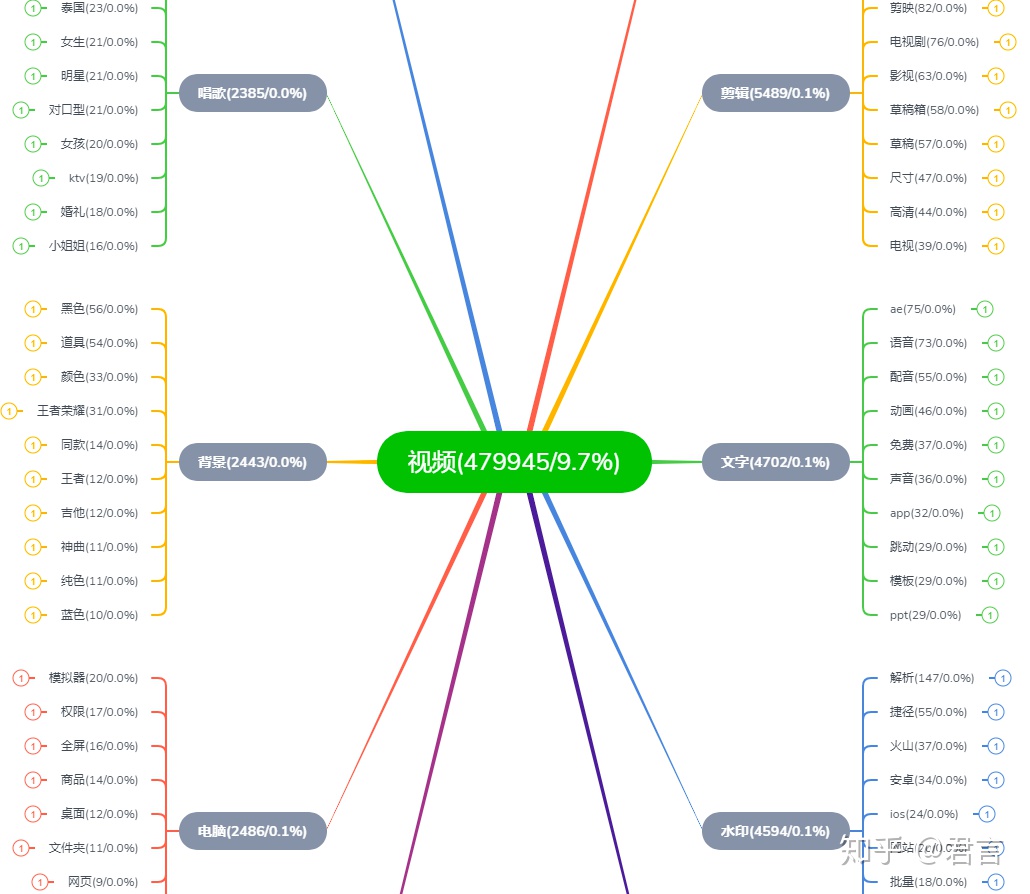 泰国(23/0.0%)
1
女生(21/0.0%)
1
明星(21/0.0%)
1
对口型(21/0.0%)
1
女孩(20/0.0%)
1
ktv(19/0.0%)
1
婚礼(18/0.0%)
1
小姐姐(16/0.0%)
1
唱歌(2385/0.0%)
黑色(56/0.0%)
1
道具(54/0.0%)
1
颜色(33/0.0%)
1
王者荣耀(31/0.0%)
1
同款(14/0.0%)
1
王者(12/0.0%)
1
吉他(12/0.0%)
1
神曲(11/0.0%)
1
纯色(11/0.0%)
1
蓝色(10/0.0%)
1
背景(2443/0.0%)
模拟器(20/0.0%)
1
权限(17/0.0%)
1
全屏(16/0.0%)
1
商品(14/0.0%)
1
桌面(12/0.0%)
1
文件夹(11/0.0%)
1
网页(9/0.0%)
1
电脑(2486/0.1%)
视频(479945/9.7%)
剪辑(5489/0.1%)
剪映(82/0.0%)
1
电视剧(76/0.0%)
1
影视(63/0.0%)
1
草稿箱(58/0.0%)
1
草稿(57/0.0%)
1
尺寸(47/0.0%)
1
高清(44/0.0%)
1
电视(39/0.0%)
1
文字(4702/0.1%)
ae(75/0.0%)
1
语音(73/0.0%)
1
配音(55/0.0%)
1
动画(46/0.0%)
1
免费(37/0.0%)
1
声音(36/0.0%)
1
app(32/0.0%)
1
跳动(29/0.0%)
1
模板(29/0.0%)
1
ppt(29/0.0%)
1
水印(4594/0.1%)
解析(147/0.0%)
1
捷径(55/0.0%)
1
火山(37/0.0%)
1
安卓(34/0.0%)
1
ios(24/0.0%)
1
网站
批量(18/0.0%)
1
知乎 @君言